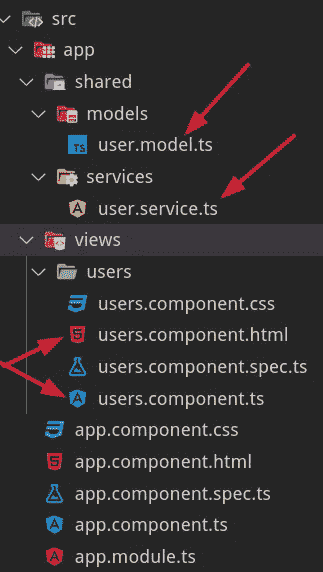 src
app
shared
models
TS user.model.ts
services
user.service.ts
views
users
users.component.css
users.component.html
users.component.spec.ts
users.component.ts
app.component.css
app.component.html
app.component.spec.ts
app.component.ts
app.module.ts